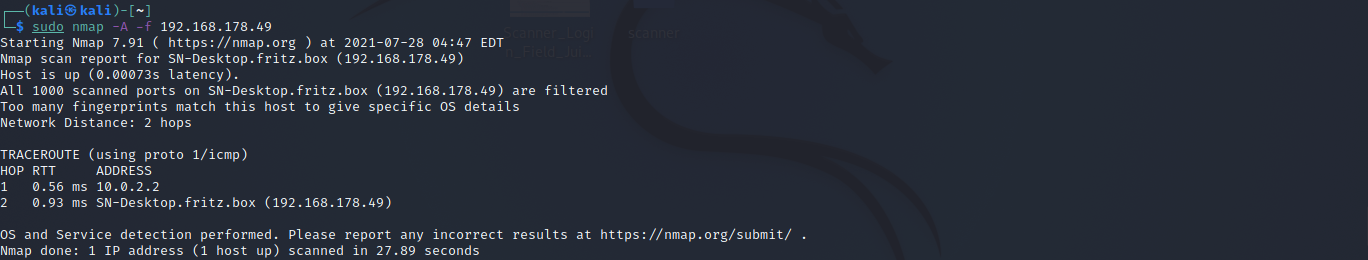 ┌──(kali㉿kali)-[~]
└─$ sudo nmap -A -f 192.168.178.49
Starting Nmap 7.91 ( https://nmap.org ) at 2021-07-28 04:47 EDT
Nmap scan report for SN-Desktop.fritz.box (192.168.178.49)
Host is up (0.00073s latency).
All 1000 scanned ports on SN-Desktop.fritz.box (192.168.178.49) are filtered
Too many fingerprints match this host to give specific OS details
Network Distance: 2 hops

TRACEROUTE (using proto 1/icmp)
HOP RTT     ADDRESS
1   0.56 ms 10.0.2.2
2   0.93 ms SN-Desktop.fritz.box (192.168.178.49)

OS and Service detection performed. Please report any incorrect results at https://nmap.org/submit/ .
Nmap done: 1 IP address (1 host up) scanned in 27.89 seconds
scanner